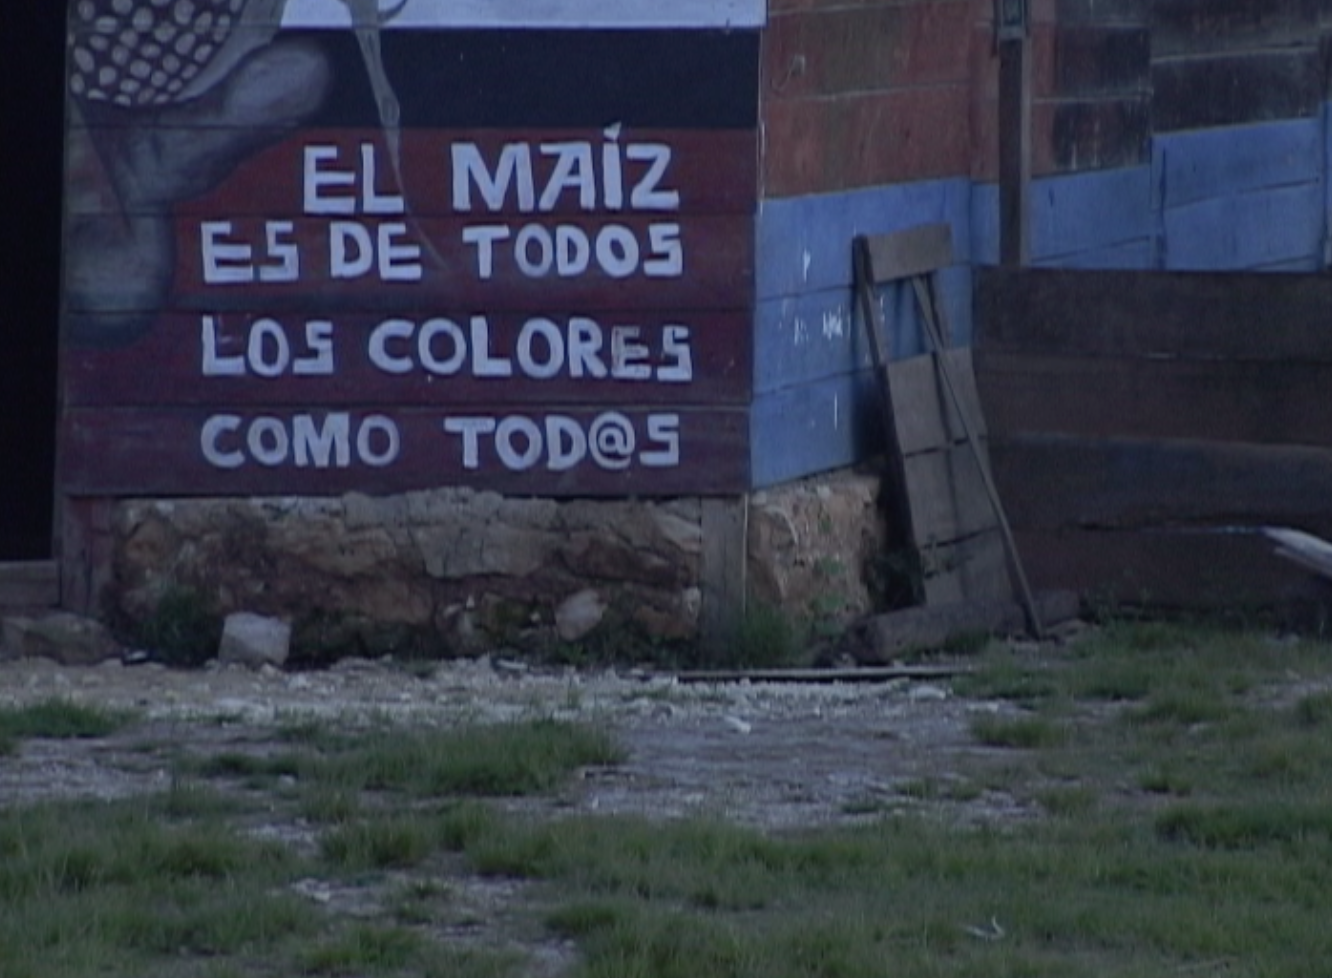 EL MAÍZ
ES DE TODOS
LOS COLORES
COMO TOD@S